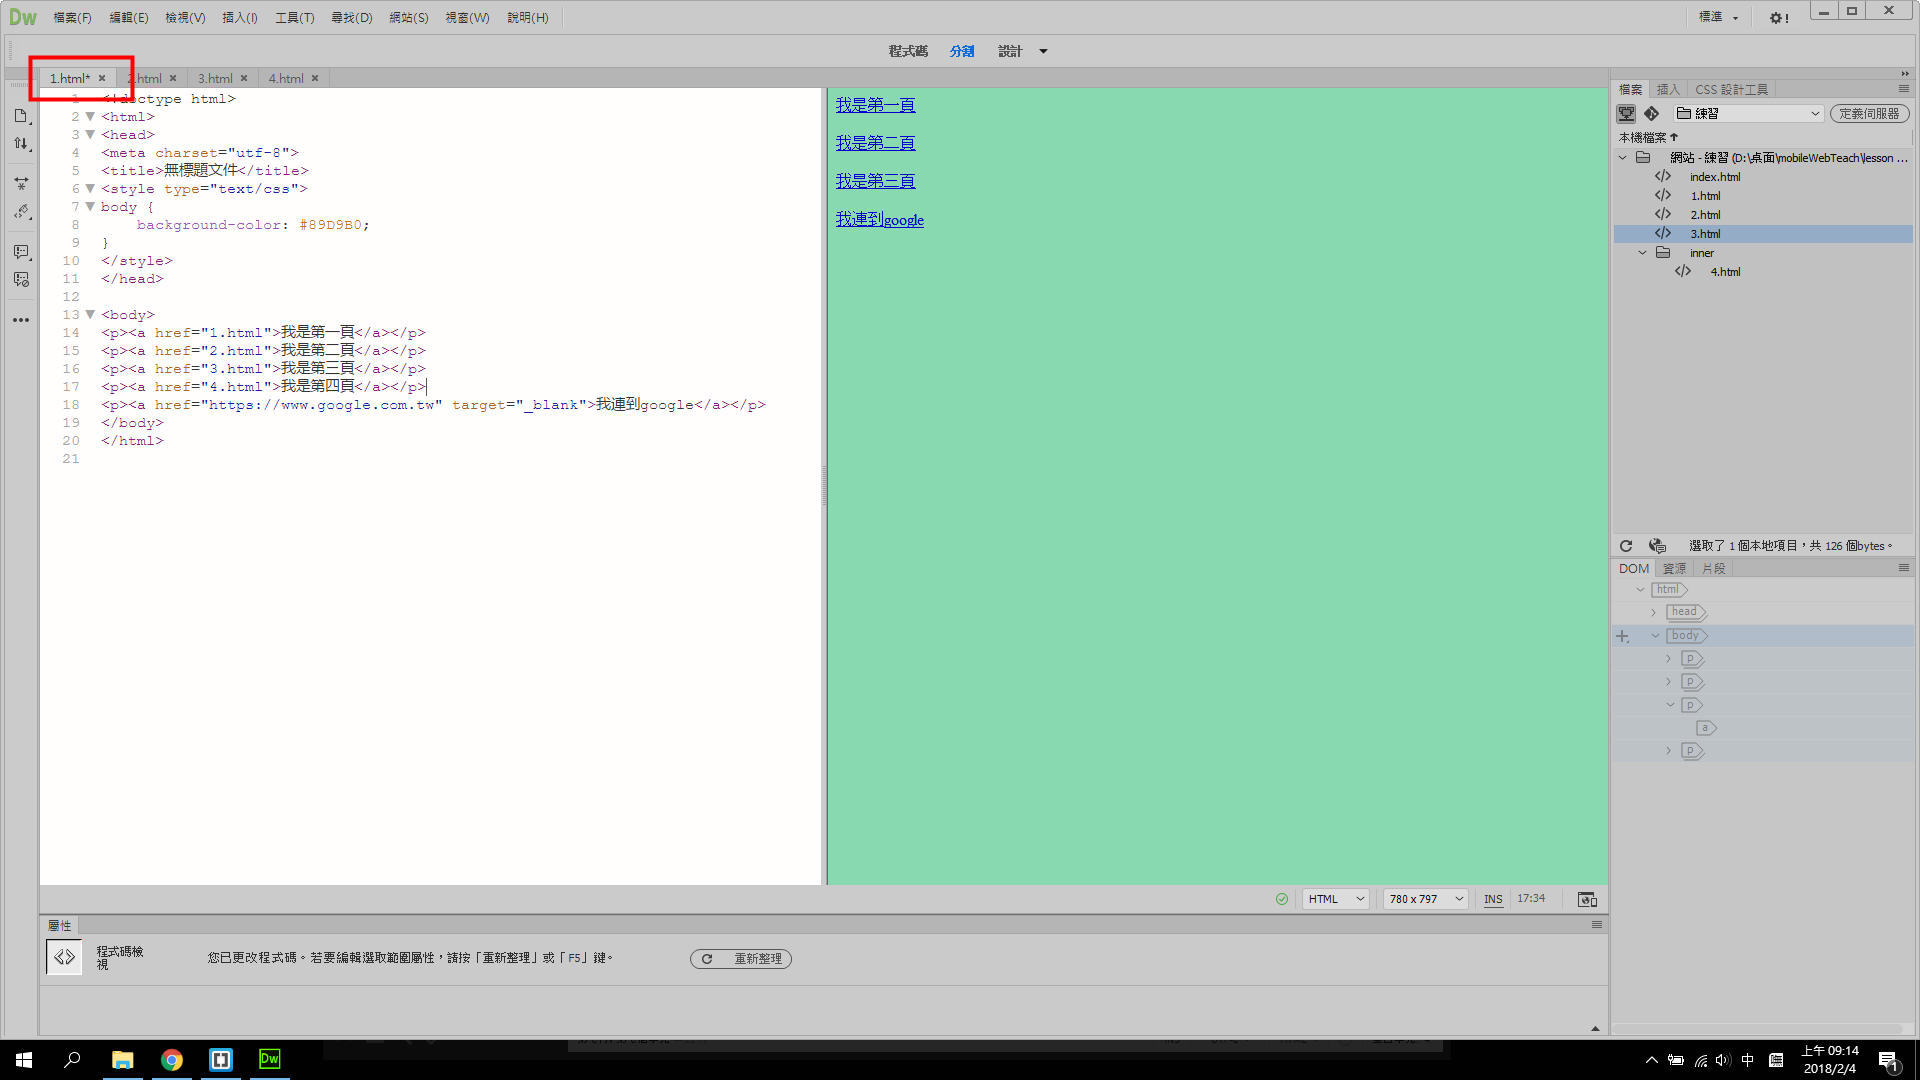 Dw 檔案(F) 編輯(E) 檢視(V) 插入(I) 工具(T) 尋找(D) 網站(S) 視窗(W) 說明(H) 標準
程式碼 分割 設計
1.html* 2.html 3.html 4.html
1 <!doctype html>
2 <html>
3 <head>
4 <meta charset="utf-8">
5 <title>無標題文件</title>
6 <style type="text/css">
7 body {
8 background-color: #89D9B0;
9 }
10 </style>
11 </head>
12
13 <body>
14 <p><a href="1.html">我是第一頁</a></p>
15 <p><a href="2.html">我是第二頁</a></p>
16 <p><a href="3.html">我是第三頁</a></p>
17 <p><a href="4.html">我是第四頁</a></p>
18 <p><a href="https://www.google.com.tw" target="_blank">我連到google</a></p>
19 </body>
20 </html>
21
我是第一頁
我是第二頁
我是第三頁
我連到google
檔案 插入 CSS 設計工具
練習 定義伺服器
本機檔案
網站 - 練習 (D:\桌面\mobileWebTeach\lesson ...
index.html
1.html
2.html
3.html
inner
4.html
選取了 1 個本地項目，共 126 個bytes。
DOM 資源 片段
html
head
body
p
p
p
a
p
HTML 780 x 797 INS 17:34
屬性
程式碼檢
視
您已更改程式碼。若要編輯選取範圍屬性，請按「重新整理」或「F5」鍵。
重新整理
Dw
中
上午 09:14
2018/2/4
1